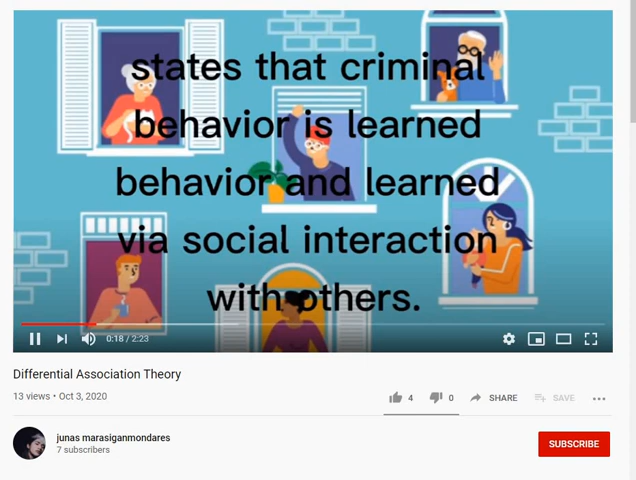 states that criminal
behavior is learned
behavior and learned
via social interaction
with others.
0:18 / 2:23
Differential Association Theory
13 views • Oct 3, 2020
4
0
SHARE
SAVE
junas marasiganmondares
7 subscribers
SUBSCRIBE